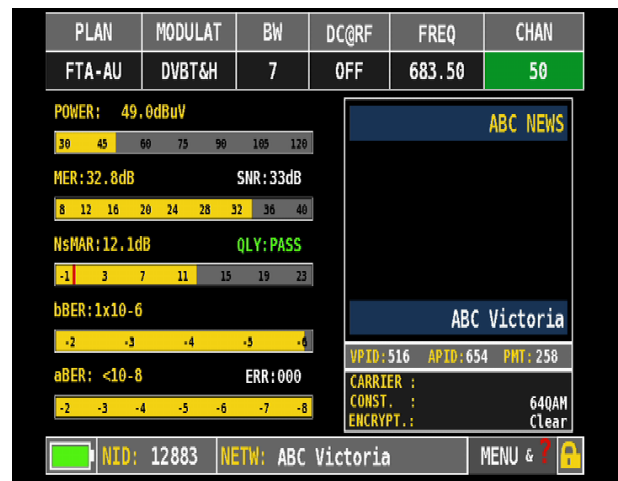 PLAN MODULAT BW DC@RF FREQ CHAN
FTA-AU DVBT&H 7 OFF 683.50 50
POWER: 49.0dBuV
30 45 60 75 90 105 120
MER:32.8dB SNR:33dB
8 12 16 20 24 28 32 36 40
NsMAR:12.1dB QLY:PASS
-1 3 7 11 15 19 23
bBER:1x10-6
-2 -3 -4 -5 -6
aBER: <10-8 ERR:000
-2 -3 -4 -5 -6 -7 -8
ABC NEWS
ABC Victoria
VPID:516 APID:654 PMT:258
CARRIER :
CONST. : 64QAM
ENCRYPT.: Clear
NID: 12883 NETW: ABC Victoria MENU & ?